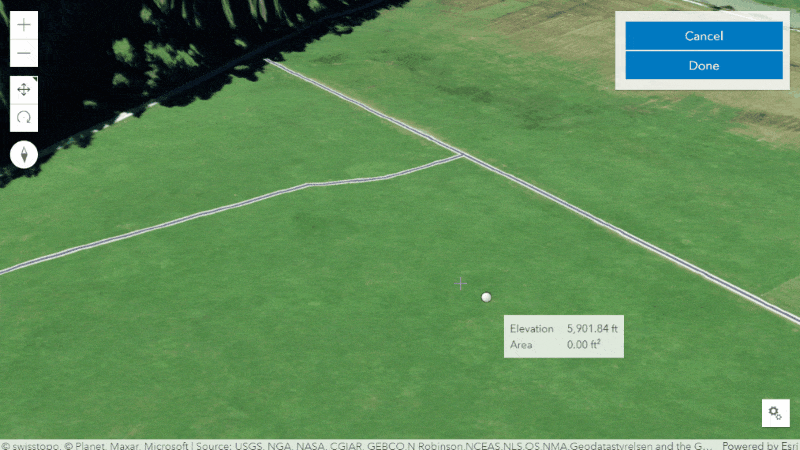 Cancel
Done
Elevation 5,901.84 ft
Area 0.00 ft²
© swisstopo, © Planet, Maxar, Microsoft | Source: USGS, NGA, NASA, CGIAR, GEBCO,N Robinson,NCEAS,NLS,OS,NMA,Geodatastyrelsen and the G... Powered by Esri